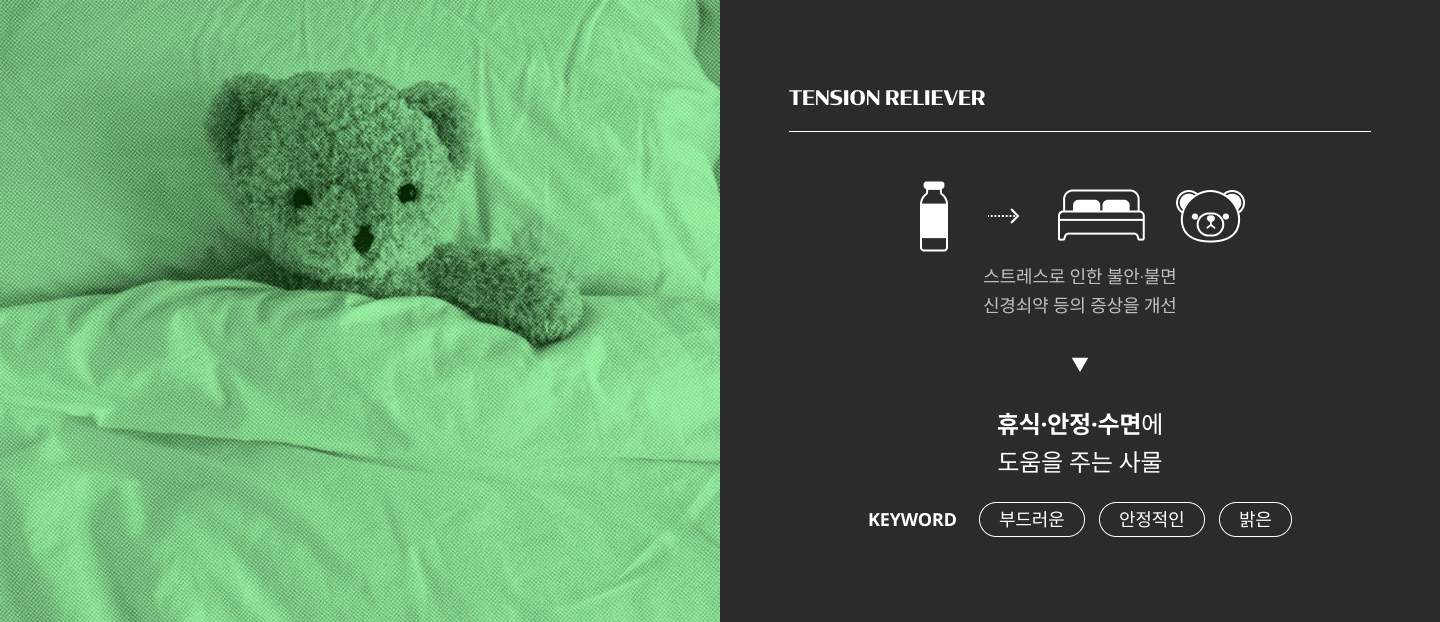 TENSION RELIEVER
스트레스로 인한 불안·불면
신경쇠약 등의 증상을 개선
▼
휴식·안정·수면에
도움을 주는 사물
KEYWORD 부드러운 안정적인 밝은